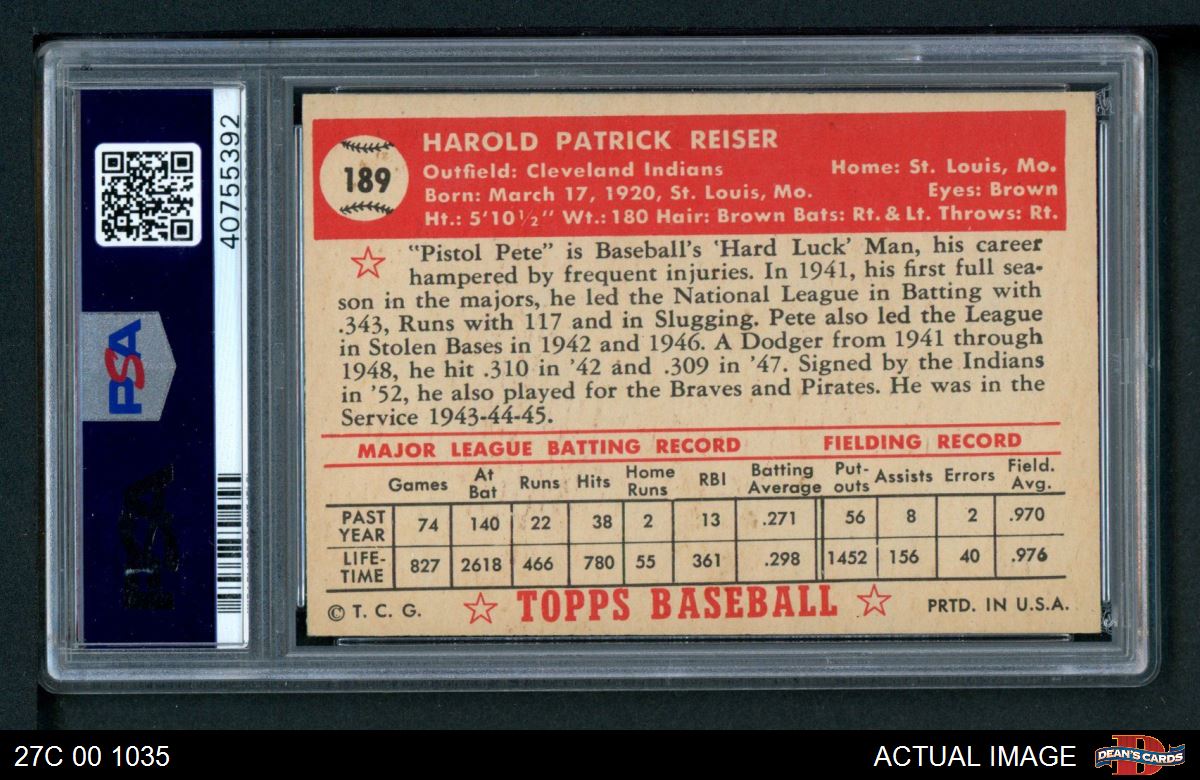 HAROLD PATRICK REISER
189
Outfield: Cleveland Indians Home: St. Louis, Mo.
Born: March 17, 1920, St. Louis, Mo. Eyes: Brown
Ht.: 5'10½" Wt.: 180 Hair: Brown Bats: Rt. & Lt. Throws: Rt.
"Pistol Pete" is Baseball's 'Hard Luck' Man, his career
hampered by frequent injuries. In 1941, his first full sea-
son in the majors, he led the National League in Batting with
.343, Runs with 117 and in Slugging. Pete also led the League
in Stolen Bases in 1942 and 1946. A Dodger from 1941 through
1948, he hit .310 in '42 and .309 in '47. Signed by the Indians
in '52, he also played for the Braves and Pirates. He was in the
Service 1943-44-45.
MAJOR LEAGUE BATTING RECORD FIELDING RECORD
Games At Bat Runs Hits Home Runs RBI Batting Average Put-outs Assists Errors Field. Avg.
PAST YEAR 74 140 22 38 2 13 .271 56 8 2 .970
LIFE-TIME 827 2618 466 780 55 361 .298 1452 156 40 .976
© T. C. G. TOPPS BASEBALL PRTD. IN U.S.A.
40755392
PSA
PSA
27C 00 1035 ACTUAL IMAGE
D
DEAN'S CARDS